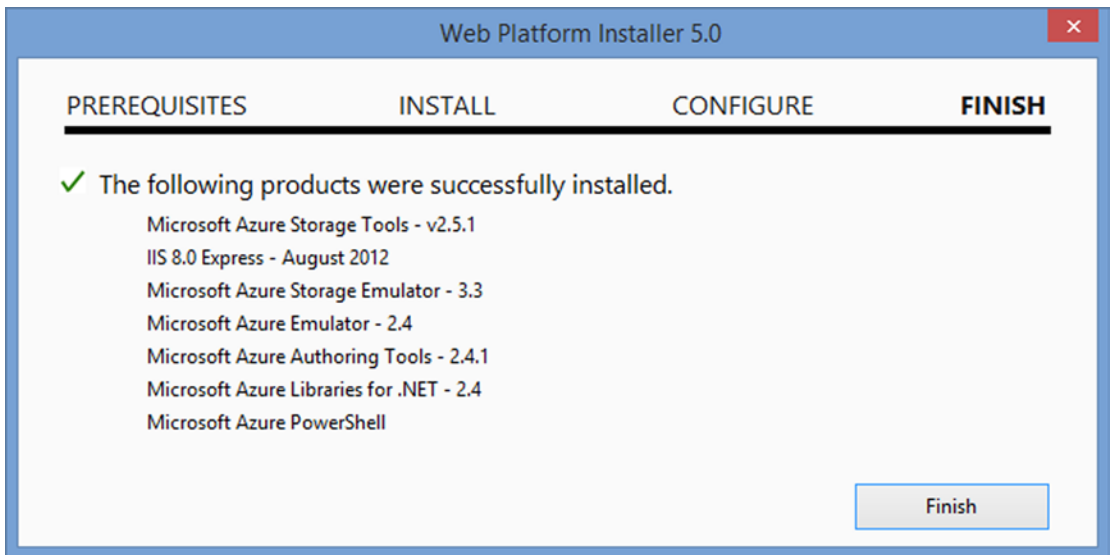 Web Platform Installer 5.0
PREREQUISITES INSTALL CONFIGURE FINISH
The following products were successfully installed.
Microsoft Azure Storage Tools - v2.5.1
IIS 8.0 Express - August 2012
Microsoft Azure Storage Emulator - 3.3
Microsoft Azure Emulator - 2.4
Microsoft Azure Authoring Tools - 2.4.1
Microsoft Azure Libraries for .NET - 2.4
Microsoft Azure PowerShell
Finish